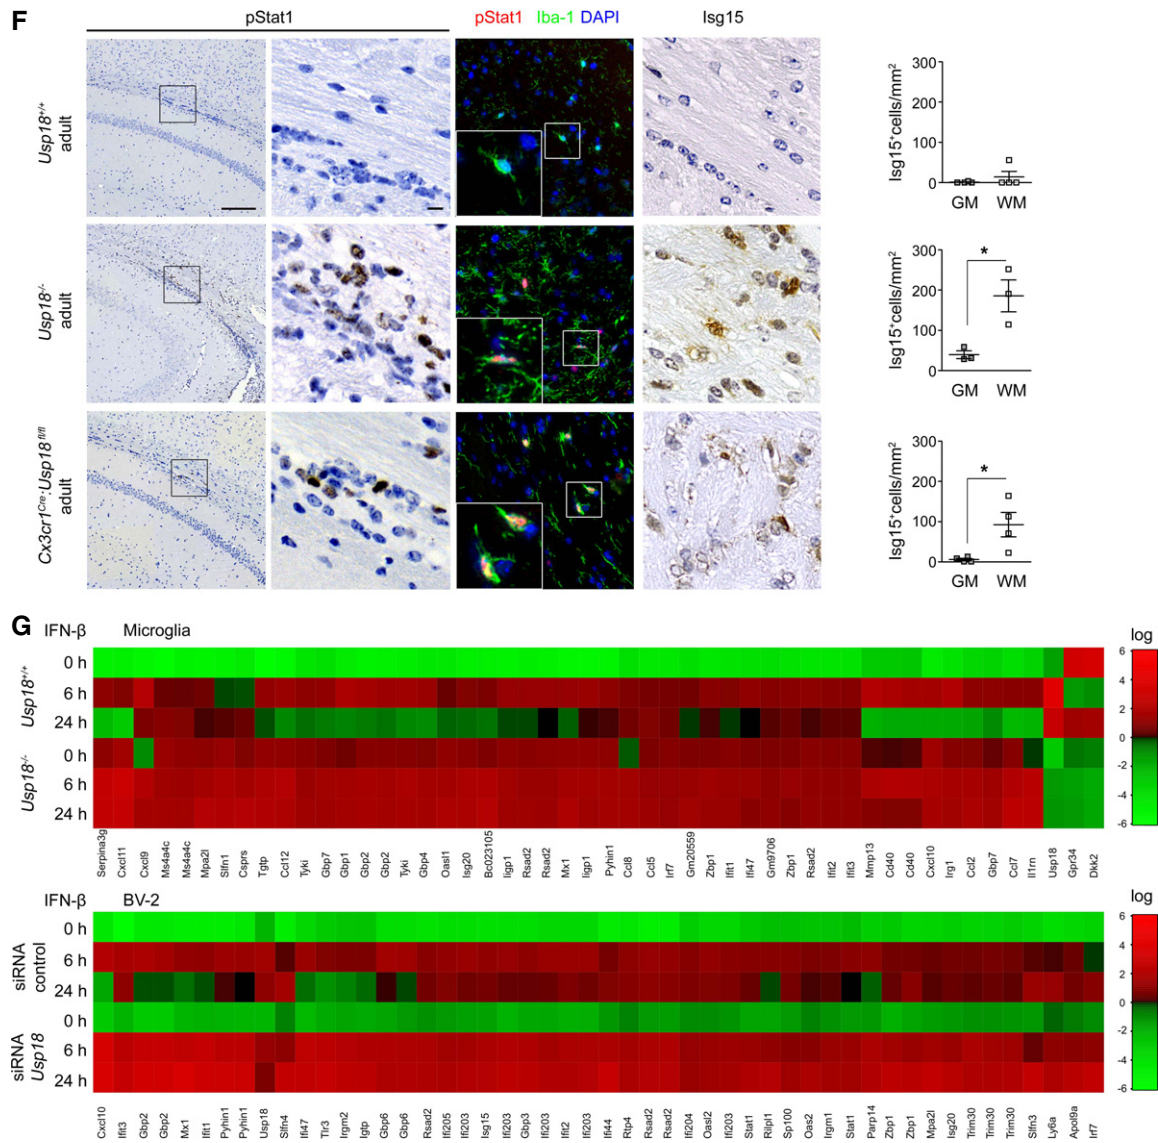 F
pStat1
pStat1 Iba-1 DAPI
Isg15
Usp18+/+
adult
Isg15+cells/mm2
300
200
100
0
GM WM
Usp18-/-
adult
Isg15+cells/mm2
300
200
100
0
*
GM WM
Cx3cr1Cre:Usp18fl/fl
adult
Isg15+cells/mm2
300
200
100
0
*
GM WM
G
IFN-β Microglia
log
Usp18+/+
0 h
6 h
24 h
Usp18-/-
0 h
6 h
24 h
6
4
2
0
-2
-4
-6
Serpina3g
Cxcl11
Cxcl9
Ms4a4c
Ms4a4c
Mpa2l
Slfn1
Csprs
Tgtp
Ccl12
Tyki
Gbp7
Gbp1
Gbp2
Gbp2
Tyki
Gbp4
Oasl1
Isg20
Bc023105
Iigp1
Rsad2
Rsad2
Mx1
Iigp1
Pyhin1
Ccl8
Ccl5
Irf7
Gm20559
Zbp1
Ifit1
Ifi47
Gm9706
Zbp1
Rsad2
Ifit2
Ifit3
Mmp13
Cd40
Cd40
Cxcl10
Irg1
Ccl2
Gbp7
Ccl7
Il1rn
Usp18
Gpr34
Dkk2
IFN-β BV-2
log
siRNA
control
0 h
6 h
24 h
siRNA
Usp18
0 h
6 h
24 h
6
4
2
0
-2
-4
-6
Cxcl10
Ifit3
Gbp2
Gbp2
Mx1
Ifit1
Pyhin1
Pyhin1
Usp18
Slfn4
Ifi47
Tlr3
Irgm2
Igtp
Gbp6
Gbp6
Rsad2
Ifi205
Ifi203
Isg15
Ifi203
Gbp3
Ifi203
Ifit2
Ifi203
Ifi44
Rtp4
Rsad2
Rsad2
Ifi204
Oasl2
Ifi203
Stat1
Rilpl1
Sp100
Oas2
Irgm1
Stat1
Parp14
Zbp1
Zbp1
Mpa2l
Isg20
Trim30
Trim30
Trim30
Slfn3
Ly6a
Apol9a
Irf7